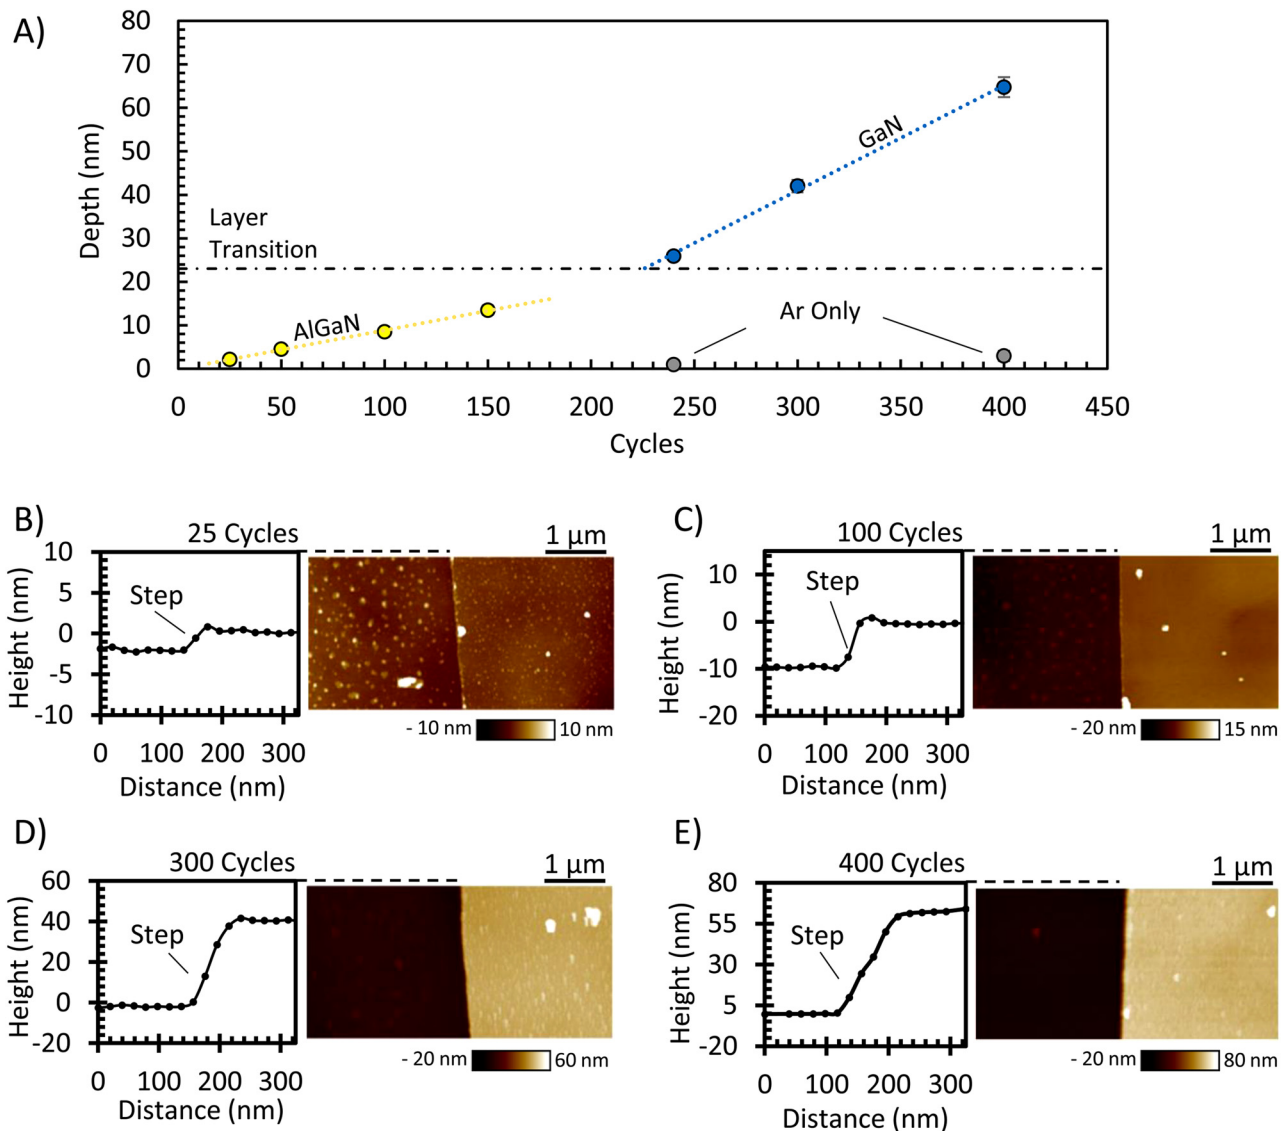 A)
80
70
60
50
40
30
20
10
0
Depth (nm)
Layer
Transition
AlGaN
GaN
Ar Only
0 50 100 150 200 250 300 350 400 450
Cycles
B)
25 Cycles
1 µm
10
5
0
-5
-10
Height (nm)
Step
- 10 nm 10 nm
0 100 200 300
Distance (nm)
C)
100 Cycles
1 µm
10
0
-10
-20
Height (nm)
Step
- 20 nm 15 nm
0 100 200 300
Distance (nm)
D)
300 Cycles
1 µm
60
40
20
0
-20
Height (nm)
Step
- 20 nm 60 nm
0 100 200 300
Distance (nm)
E)
400 Cycles
1 µm
80
55
30
5
-20
Height (nm)
Step
- 20 nm 80 nm
0 100 200 300
Distance (nm)